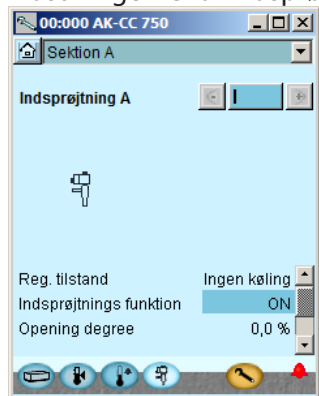 00:000 AK-CC 750
Sektion A
Indsprøjtning A
I
Reg. tilstand Ingen køling
Indsprøjtnings funktion ON
Opening degree 0,0 %